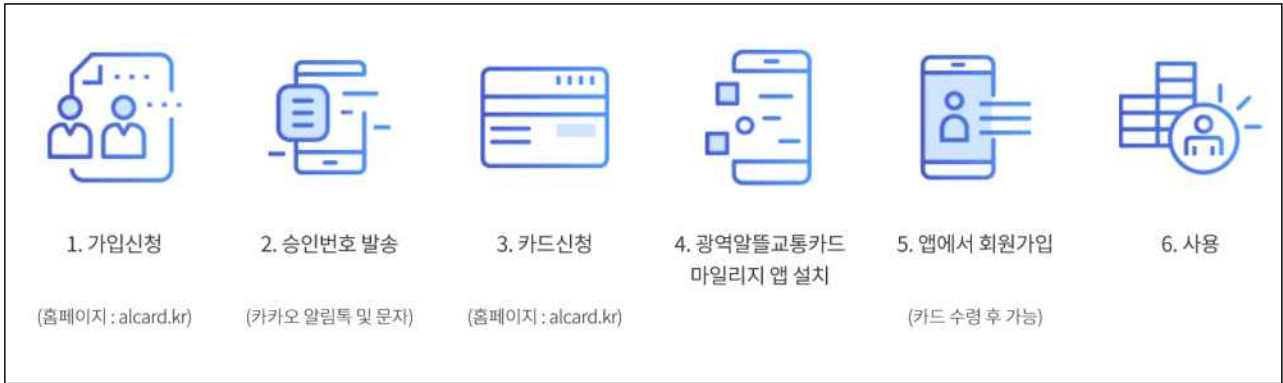 1. 가입신청
2. 승인번호 발송
3. 카드신청
4. 광역알뜰교통카드
마일리지 앱 설치
5. 앱에서 회원가입
6. 사용
(홈페이지 : alcard.kr)
(카카오 알림톡 및 문자)
(홈페이지 : alcard.kr)
(카드 수령 후 가능)